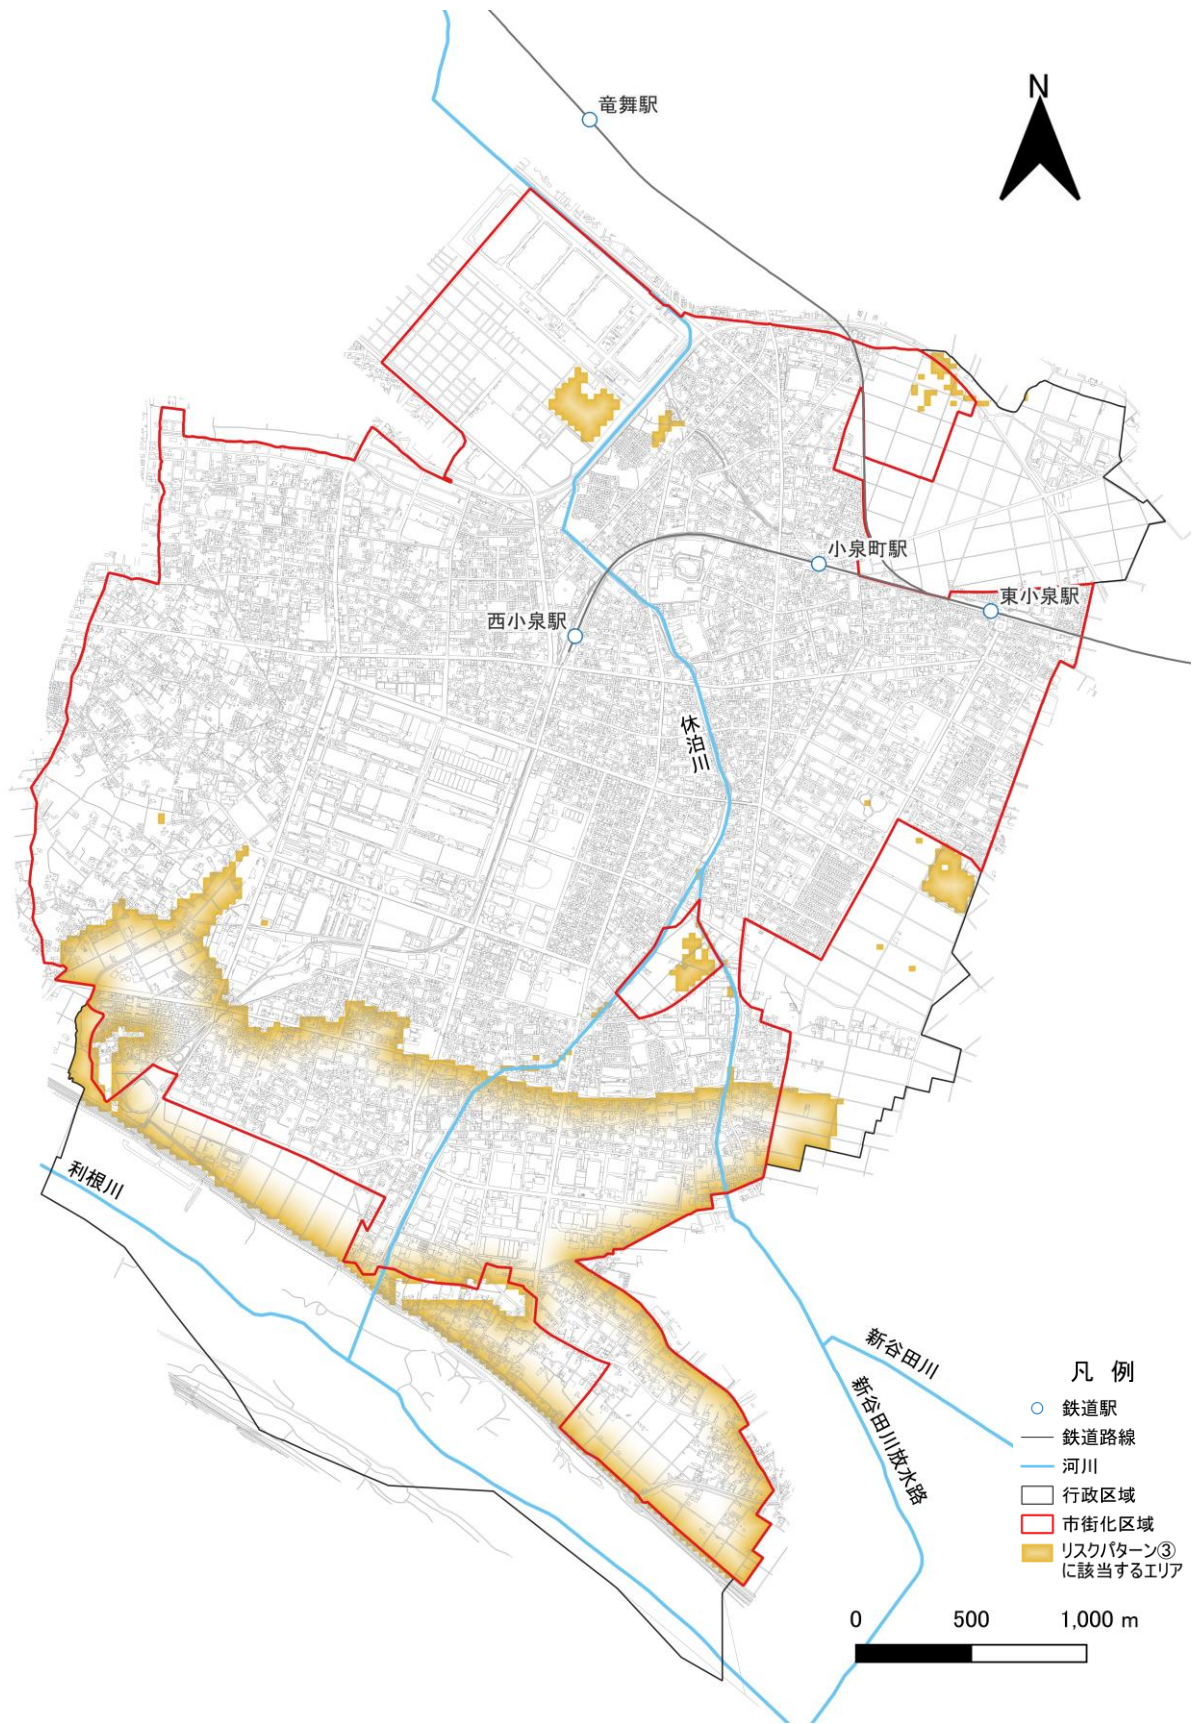 N
竜舞駅
小泉町駅
東小泉駅
西小泉駅
休泊川
利根川
新谷田川
新谷田川放水路
凡 例
鉄道駅
鉄道路線
河川
行政区域
市街化区域
リスクパターン③
に該当するエリア
0 500 1,000 m